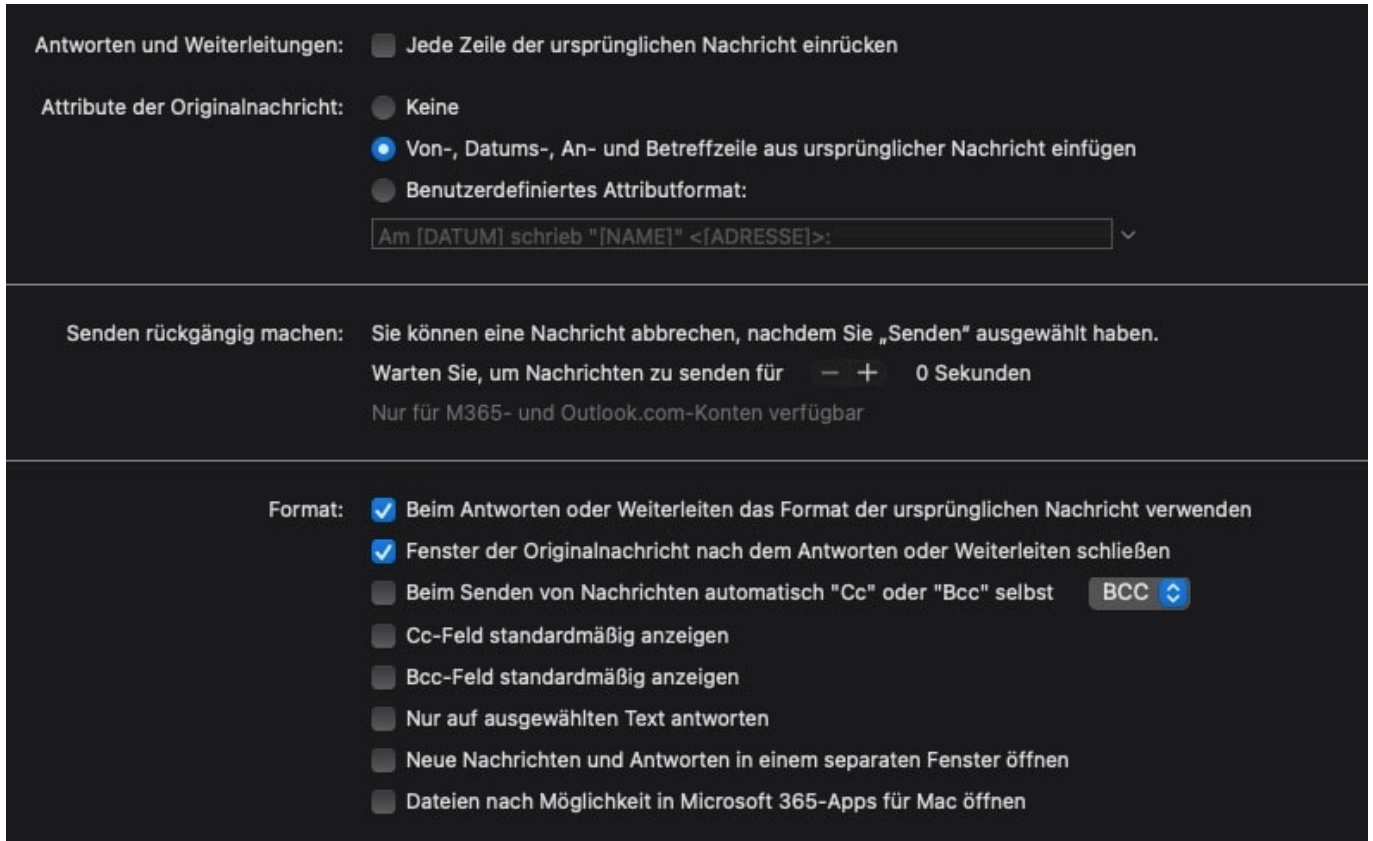 Antworten und Weiterleitungen: Jede Zeile der ursprünglichen Nachricht einrücken
Attribute der Originalnachricht: Keine
Von-, Datums-, An- und Betreffzeile aus ursprünglicher Nachricht einfügen
Benutzerdefiniertes Attributformat:
Am [DATUM] schrieb "[NAME]" <[ADRESSE]>:
Senden rückgängig machen: Sie können eine Nachricht abbrechen, nachdem Sie „Senden“ ausgewählt haben.
Warten Sie, um Nachrichten zu senden für — + 0 Sekunden
Nur für M365- und Outlook.com-Konten verfügbar
Format: Beim Antworten oder Weiterleiten das Format der ursprünglichen Nachricht verwenden
Fenster der Originalnachricht nach dem Antworten oder Weiterleiten schließen
Beim Senden von Nachrichten automatisch "Cc" oder "Bcc" selbst BCC
Cc-Feld standardmäßig anzeigen
Bcc-Feld standardmäßig anzeigen
Nur auf ausgewählten Text antworten
Neue Nachrichten und Antworten in einem separaten Fenster öffnen
Dateien nach Möglichkeit in Microsoft 365-Apps für Mac öffnen